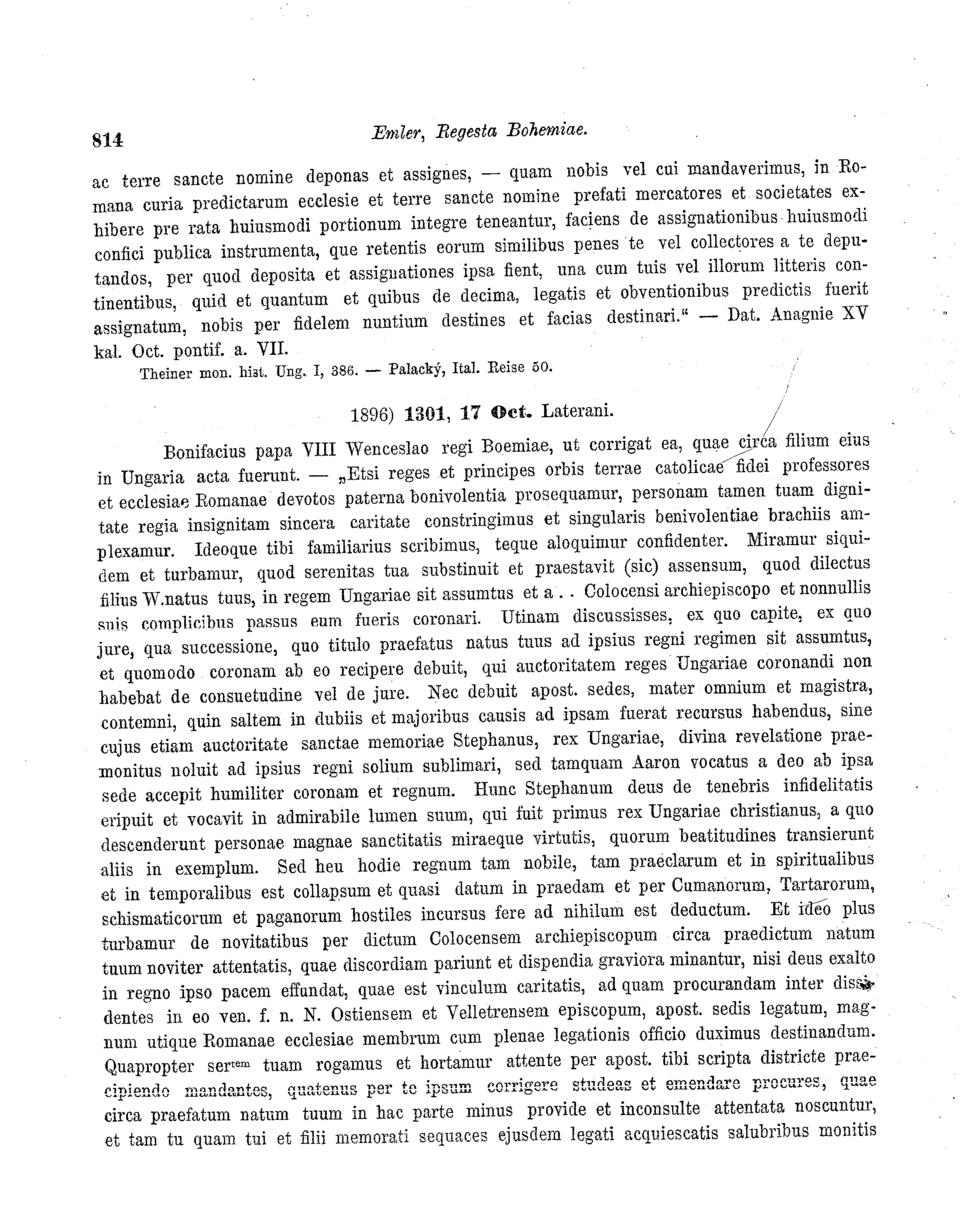 814
Emler, Regesta Bohemiae.
ac terre sancte nomine deponas et assignes, — quam nobis vel cui mandaverimus, in Ro-
mana curia predictarum ecclesie et terre sancte nomine prefati mercatores et societates ex-
hibere pre rata huiusmodi portionum integre teneantur, faciens de assignationibus huiusmodi
confici publica instrumenta, que retentis eorum similibus penes te vel collectores a te depu-
tandos, per quod deposita et assignationes ipsa fient, una cum tuis vel illorum litteris con-
tinentibus, quid et quantum et quibus de decima, legatis et obventionibus predictis fuerit
assignatum, nobis per fidelem nuntium destines et facias destinari.“ — Dat. Anagnie XV
kal. Oct. pontif. a. VII.
Theiner mon. hist. Ung. I, 386. — Palacký, Ital. Reise 50.
1896) 1301, 17 Oct. Laterani.
Bonifacius papa VIII Wenceslao regi Boemiae, ut corrigat ea, quae circa filium eius
in Ungaria acta fuerunt. — „Etsi reges et principes orbis terrae catolicae fidei professores
et ecclesiae Romanae devotos paterna bonivolentia prosequamur, personam tamen tuam digni-
tate regia insignitam sincera caritate constringimus et singularis benivolentiae brachiis am-
plexamur. Ideoque tibi familiarius scribimus, teque aloquimur confidenter. Miramur siqui-
dem et turbamur, quod serenitas tua substinuit et praestavit (sic) assensum, quod dilectus
filius W.natus tuus, in regem Ungariae sit assumtus et a . . Colocensi archiepiscopo et nonnullis
suis complicibus passus eum fueris coronari. Utinam discussisses, ex quo capite, ex quo
jure, qua successione, quo titulo praefatus natus tuus ad ipsius regni regimen sit assumtus,
et quomodo coronam ab eo recipere debuit, qui auctoritatem reges Ungariae coronandi non
habebat de consuetudine vel de jure. Nec debuit apost. sedes, mater omnium et magistra,
contemni, quin saltem in dubiis et majoribus causis ad ipsam fuerat recursus habendus, sine
cujus etiam auctoritate sanctae memoriae Stephanus, rex Ungariae, divina revelatione prae-
monitus noluit ad ipsius regni solium sublimari, sed tamquam Aaron vocatus a deo ab ipsa
sede accepit humiliter coronam et regnum. Hunc Stephanum deus de tenebris infidelitatis
eripuit et vocavit in admirabile lumen suum, qui fuit primus rex Ungariae christianus, a quo
descenderunt personae magnae sanctitatis miraeque virtutis, quorum beatitudines transierunt
aliis in exemplum. Sed heu hodie regnum tam nobile, tam praeclarum et in spiritualibus
et in temporalibus est collapsum et quasi datum in praedam et per Cumanorum, Tartarorum,
schismaticorum et paganorum hostiles incursus fere ad nihilum est deductum. Et ideo plus
turbamur de novitatibus per dictum Colocensem archiepiscopum circa praedictum natum
tuum noviter attentatis, quae discordiam pariunt et dispendia graviora minantur, nisi deus exalto
in regno ipso pacem effundat, quae est vinculum caritatis, ad quam procurandam inter dissi-
dentes in eo ven. f. n. N. Ostiensem et Velletrensem episcopum, apost. sedis legatum, mag-
num utique Romanae ecclesiae membrum cum plenae legationis officio duximus destinandum.
Quapropter serᵗᵉᵐ tuam rogamus et hortamur attente per apost. tibi scripta districte prae-
cipiendo mandantes, quatenus per te ipsum corrigere studeas et emendare procures, quae
circa praefatum natum tuum in hac parte minus provide et inconsulte attentata noscuntur,
et tam tu quam tui et filii memorati sequaces ejusdem legati acquiescatis salubribus monitis